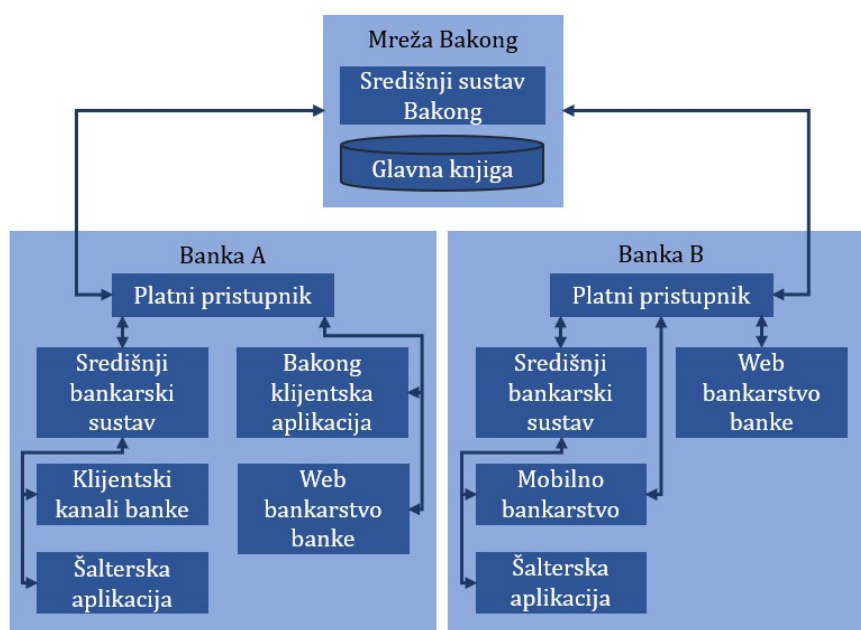 Mreža Bakong
Središnji sustav
Bakong
Glavna knjiga
Banka A
Platni pristupnik
Središnji
bankarski
sustav
Bakong
klijentska
aplikacija
Klijentski
kanali banke
Web
bankarstvo
banke
Šalterska
aplikacija
Banka B
Platni pristupnik
Središnji
bankarski
sustav
Web
bankarstvo
banke
Mobilno
bankarstvo
Šalterska
aplikacija